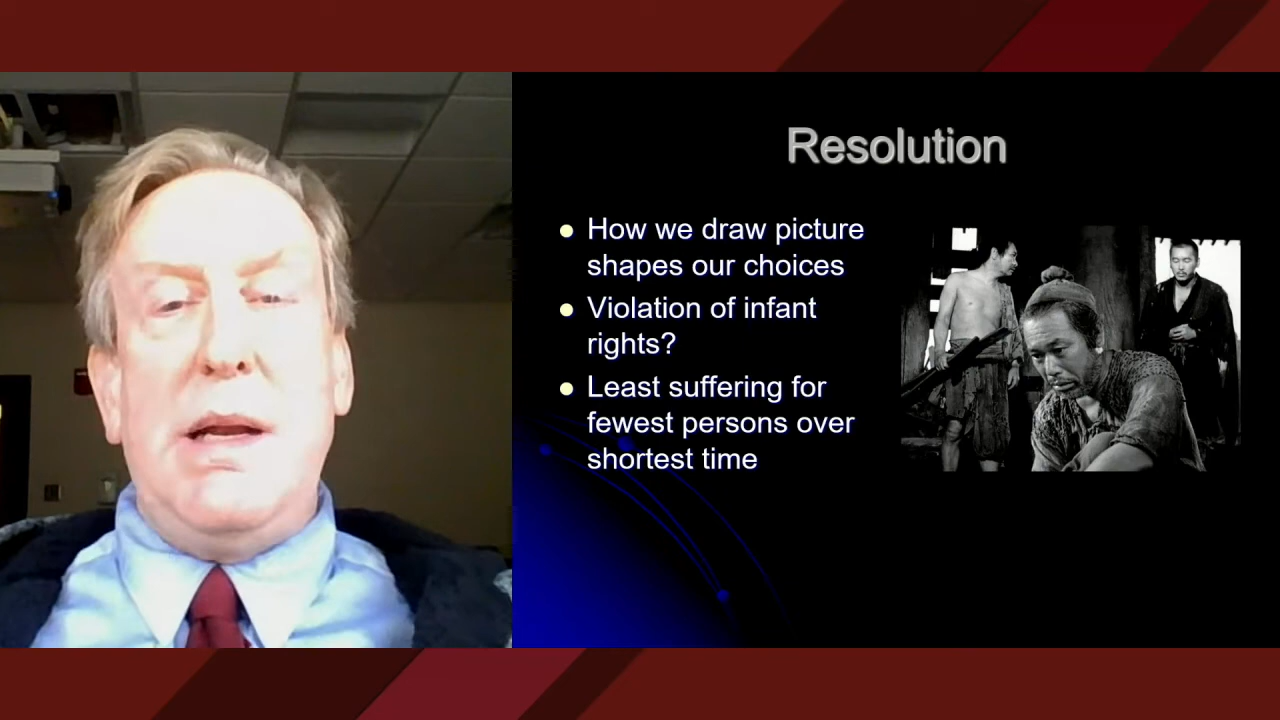 Resolution
How we draw picture
shapes our choices
Violation of infant
rights?
Least suffering for
fewest persons over
shortest time